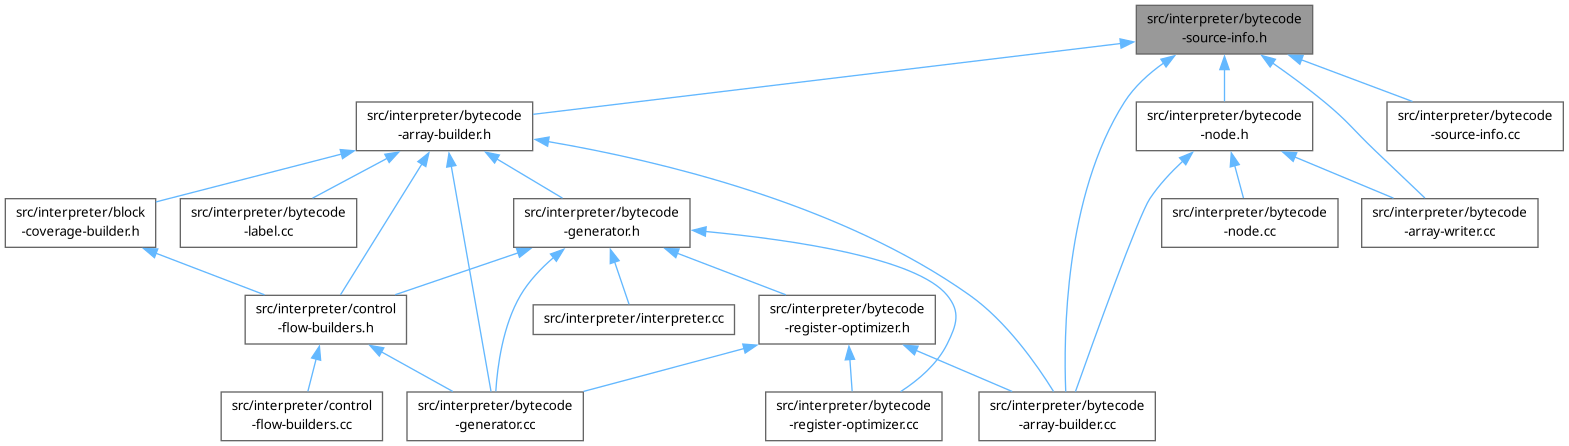 src/interpreter/bytecode
-source-info.h
src/interpreter/bytecode
-array-builder.h
src/interpreter/bytecode
-node.h
src/interpreter/bytecode
-source-info.cc
src/interpreter/block
-coverage-builder.h
src/interpreter/bytecode
-label.cc
src/interpreter/bytecode
-generator.h
src/interpreter/bytecode
-node.cc
src/interpreter/bytecode
-array-writer.cc
src/interpreter/control
-flow-builders.h
src/interpreter/interpreter.cc
src/interpreter/bytecode
-register-optimizer.h
src/interpreter/control
-flow-builders.cc
src/interpreter/bytecode
-generator.cc
src/interpreter/bytecode
-register-optimizer.cc
src/interpreter/bytecode
-array-builder.cc